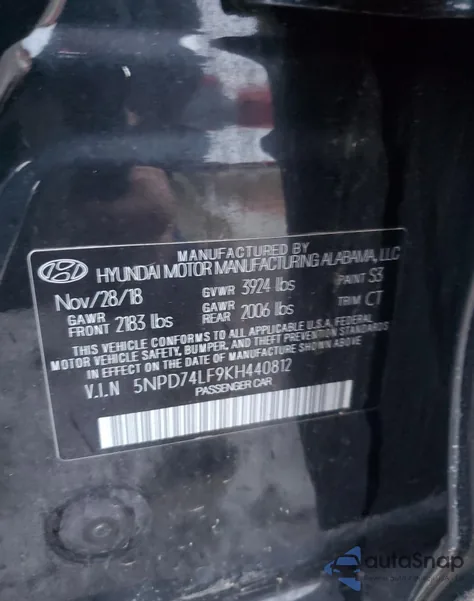 MANUFACTURED BY
HYUNDAI MOTOR MANUFACTURING ALABAMA, LLC
Nov/28/18 GVWR 3924 lbs PAINT S3
GAWR FRONT 2183 lbs GAWR REAR 2006 lbs TRIM CT
THIS VEHICLE CONFORMS TO ALL APPLICABLE U.S.A. FEDERAL
MOTOR VEHICLE SAFETY, BUMPER, AND THEFT PREVENTION STANDARDS
IN EFFECT ON THE DATE OF MANUFACTURE SHOWN ABOVE.
V.I.N 5NPD74LF9KH440812
PASSENGER CAR
autaSnap